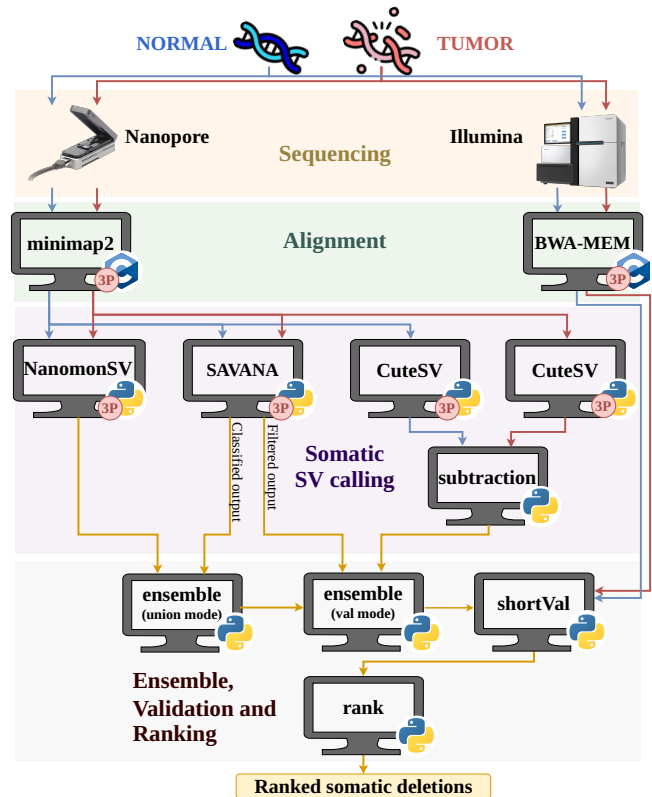 NORMAL
TUMOR
Nanopore
Illumina
Sequencing
minimap2
3P
Alignment
BWA-MEM
3P
NanomonSV
3P
SAVANA
3P
CuteSV
3P
CuteSV
3P
Classified output
Filtered output
Somatic
SV calling
subtraction
ensemble
(union mode)
ensemble
(val mode)
shortVal
Ensemble,
Validation and
Ranking
rank
Ranked somatic deletions